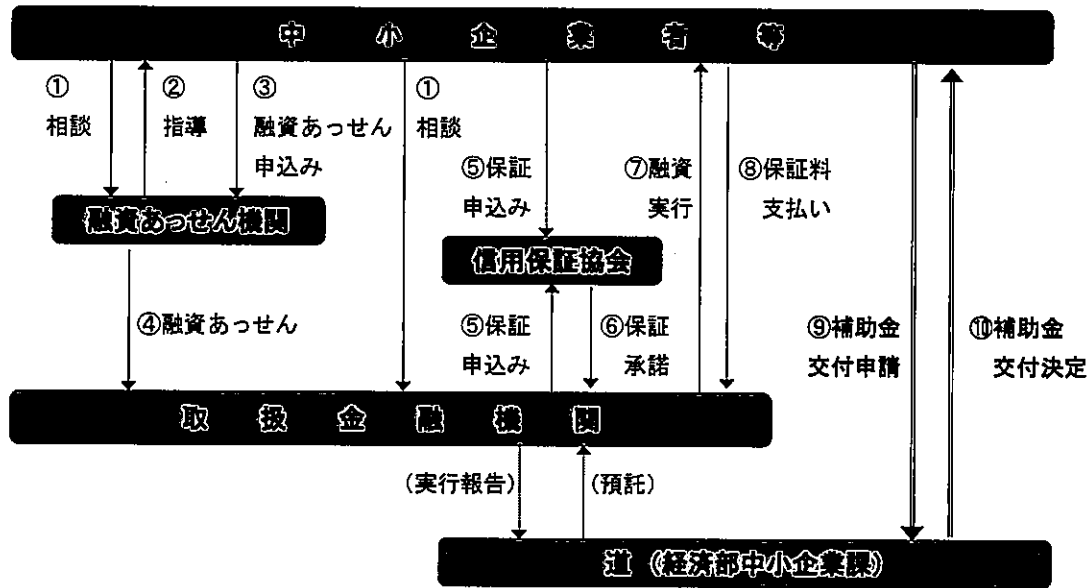 中小企業者等
①
相談
②
指導
③
融資あっせん
申込み
①
相談
⑤保証
申込み
⑦融資
実行
⑧保証料
支払い
融資あっせん機関
信用保証協会
④融資あっせん
⑤保証
申込み
⑥保証
承諾
⑨補助金
交付申請
⑩補助金
交付決定
取扱金融機関
(実行報告)
(預託)
道(経済部中小企業課)